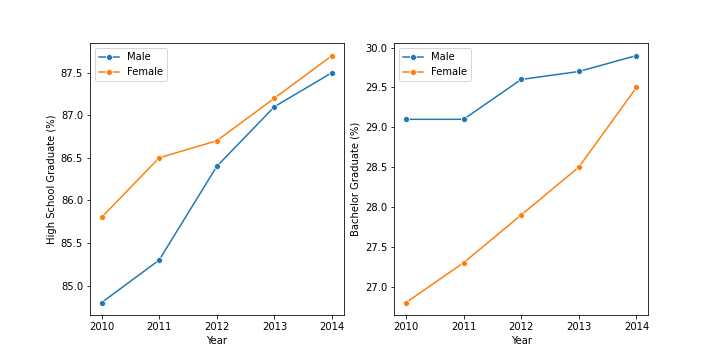 Male
Female
87.5
87.0
86.5
86.0
85.5
85.0
High School Graduate (%)
2010 2011 2012 2013 2014
Year
Male
Female
30.0
29.5
29.0
28.5
28.0
27.5
27.0
Bachelor Graduate (%)
2010 2011 2012 2013 2014
Year